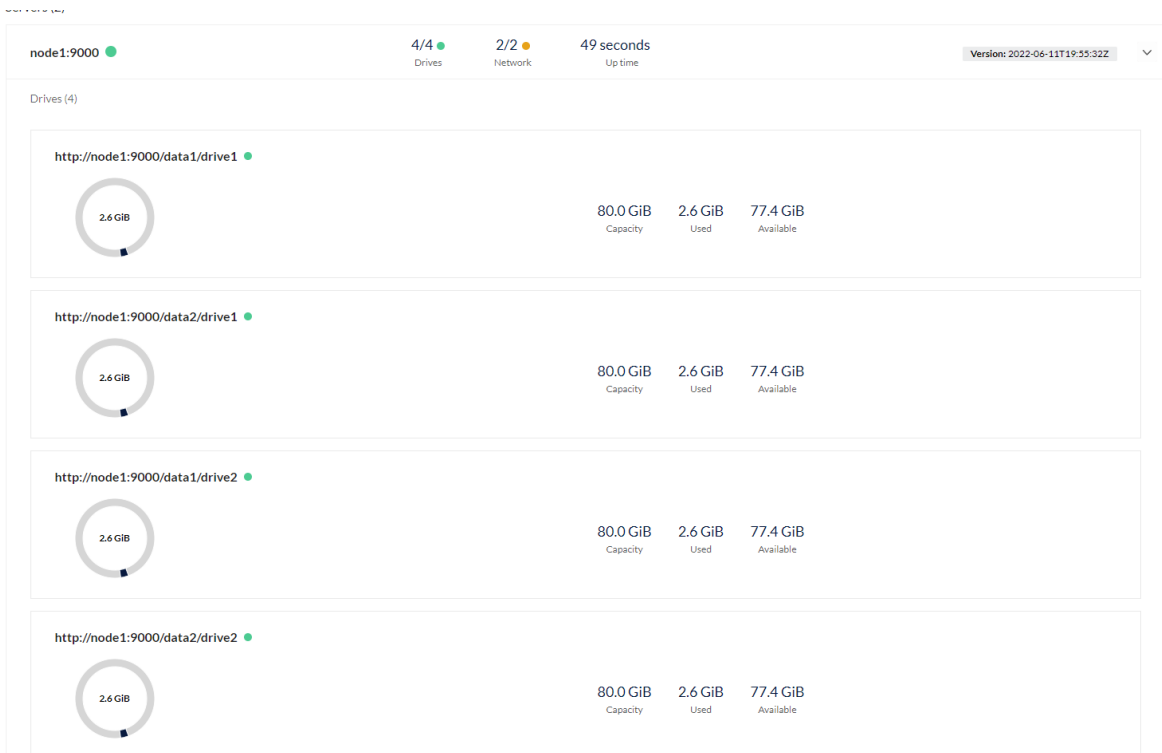 node1:9000 4/4 2/2 49 seconds
Drives Network Up time
Version: 2022-06-11T19:55:32Z
Drives (4)
http://node1:9000/data1/drive1
2.6 GiB
80.0 GiB 2.6 GiB 77.4 GiB
Capacity Used Available
http://node1:9000/data2/drive1
2.6 GiB
80.0 GiB 2.6 GiB 77.4 GiB
Capacity Used Available
http://node1:9000/data1/drive2
2.6 GiB
80.0 GiB 2.6 GiB 77.4 GiB
Capacity Used Available
http://node1:9000/data2/drive2
2.6 GiB
80.0 GiB 2.6 GiB 77.4 GiB
Capacity Used Available